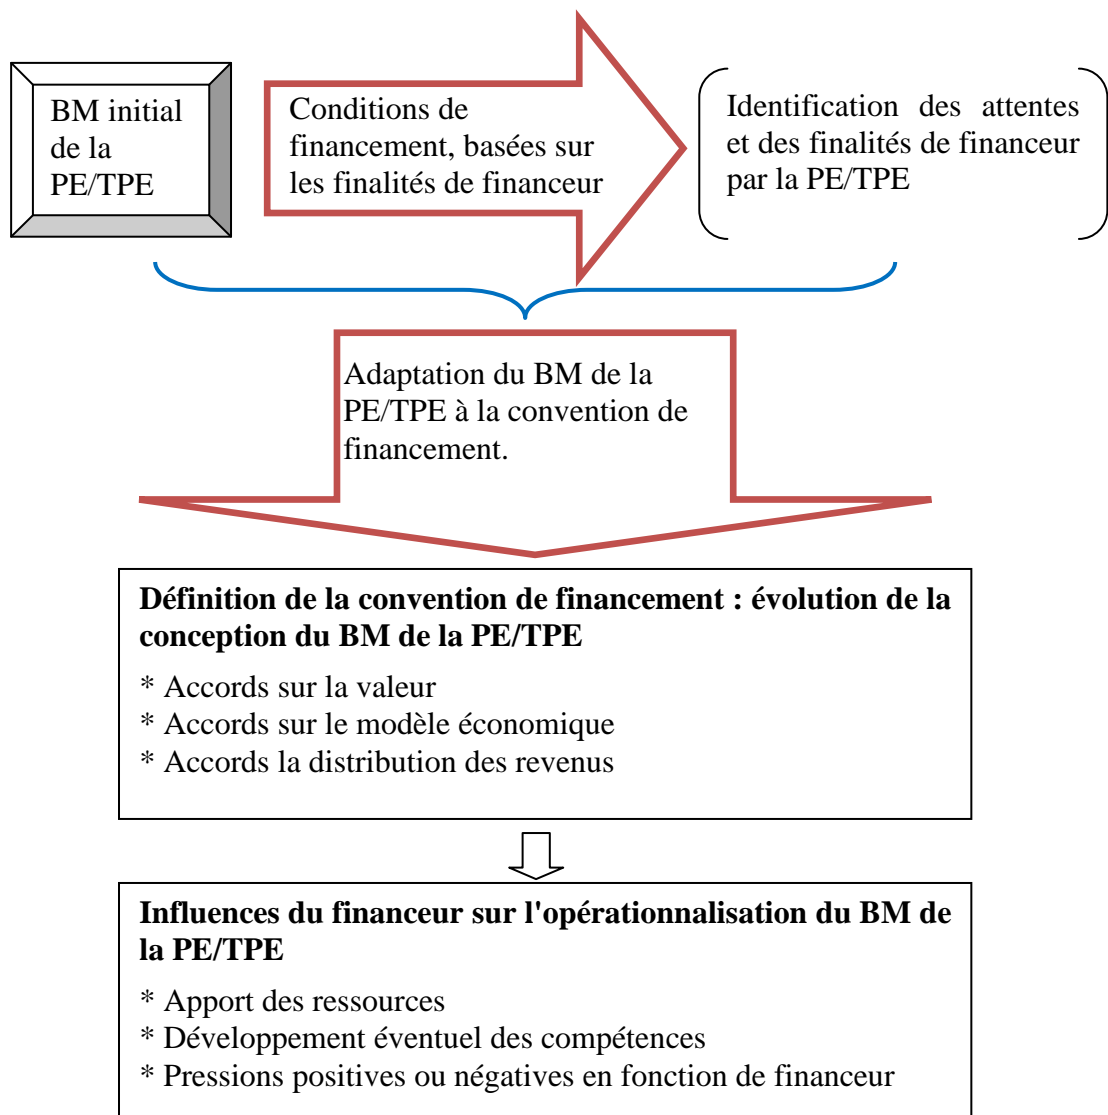 BM initial
de la
PE/TPE
Conditions de
financement, basées sur
les finalités de financeur
Identification des attentes
et des finalités de financeur
par la PE/TPE
Adaptation du BM de la
PE/TPE à la convention de
financement.
Définition de la convention de financement : évolution de la
conception du BM de la PE/TPE
* Accords sur la valeur
* Accords sur le modèle économique
* Accords la distribution des revenus
Influences du financeur sur l'opérationnalisation du BM de
la PE/TPE
* Apport des ressources
* Développement éventuel des compétences
* Pressions positives ou négatives en fonction de financeur